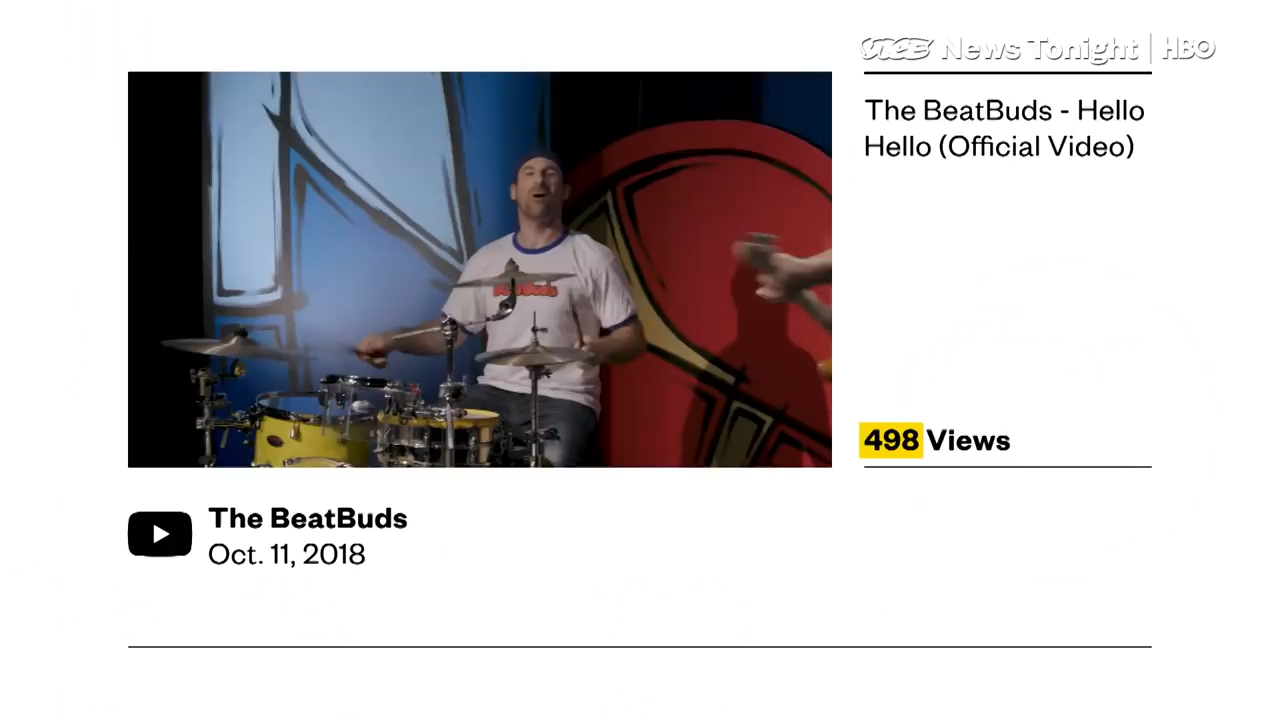 VICE News Tonight | HBO
The BeatBuds - Hello
Hello (Official Video)
498 Views
The BeatBuds
Oct. 11, 2018